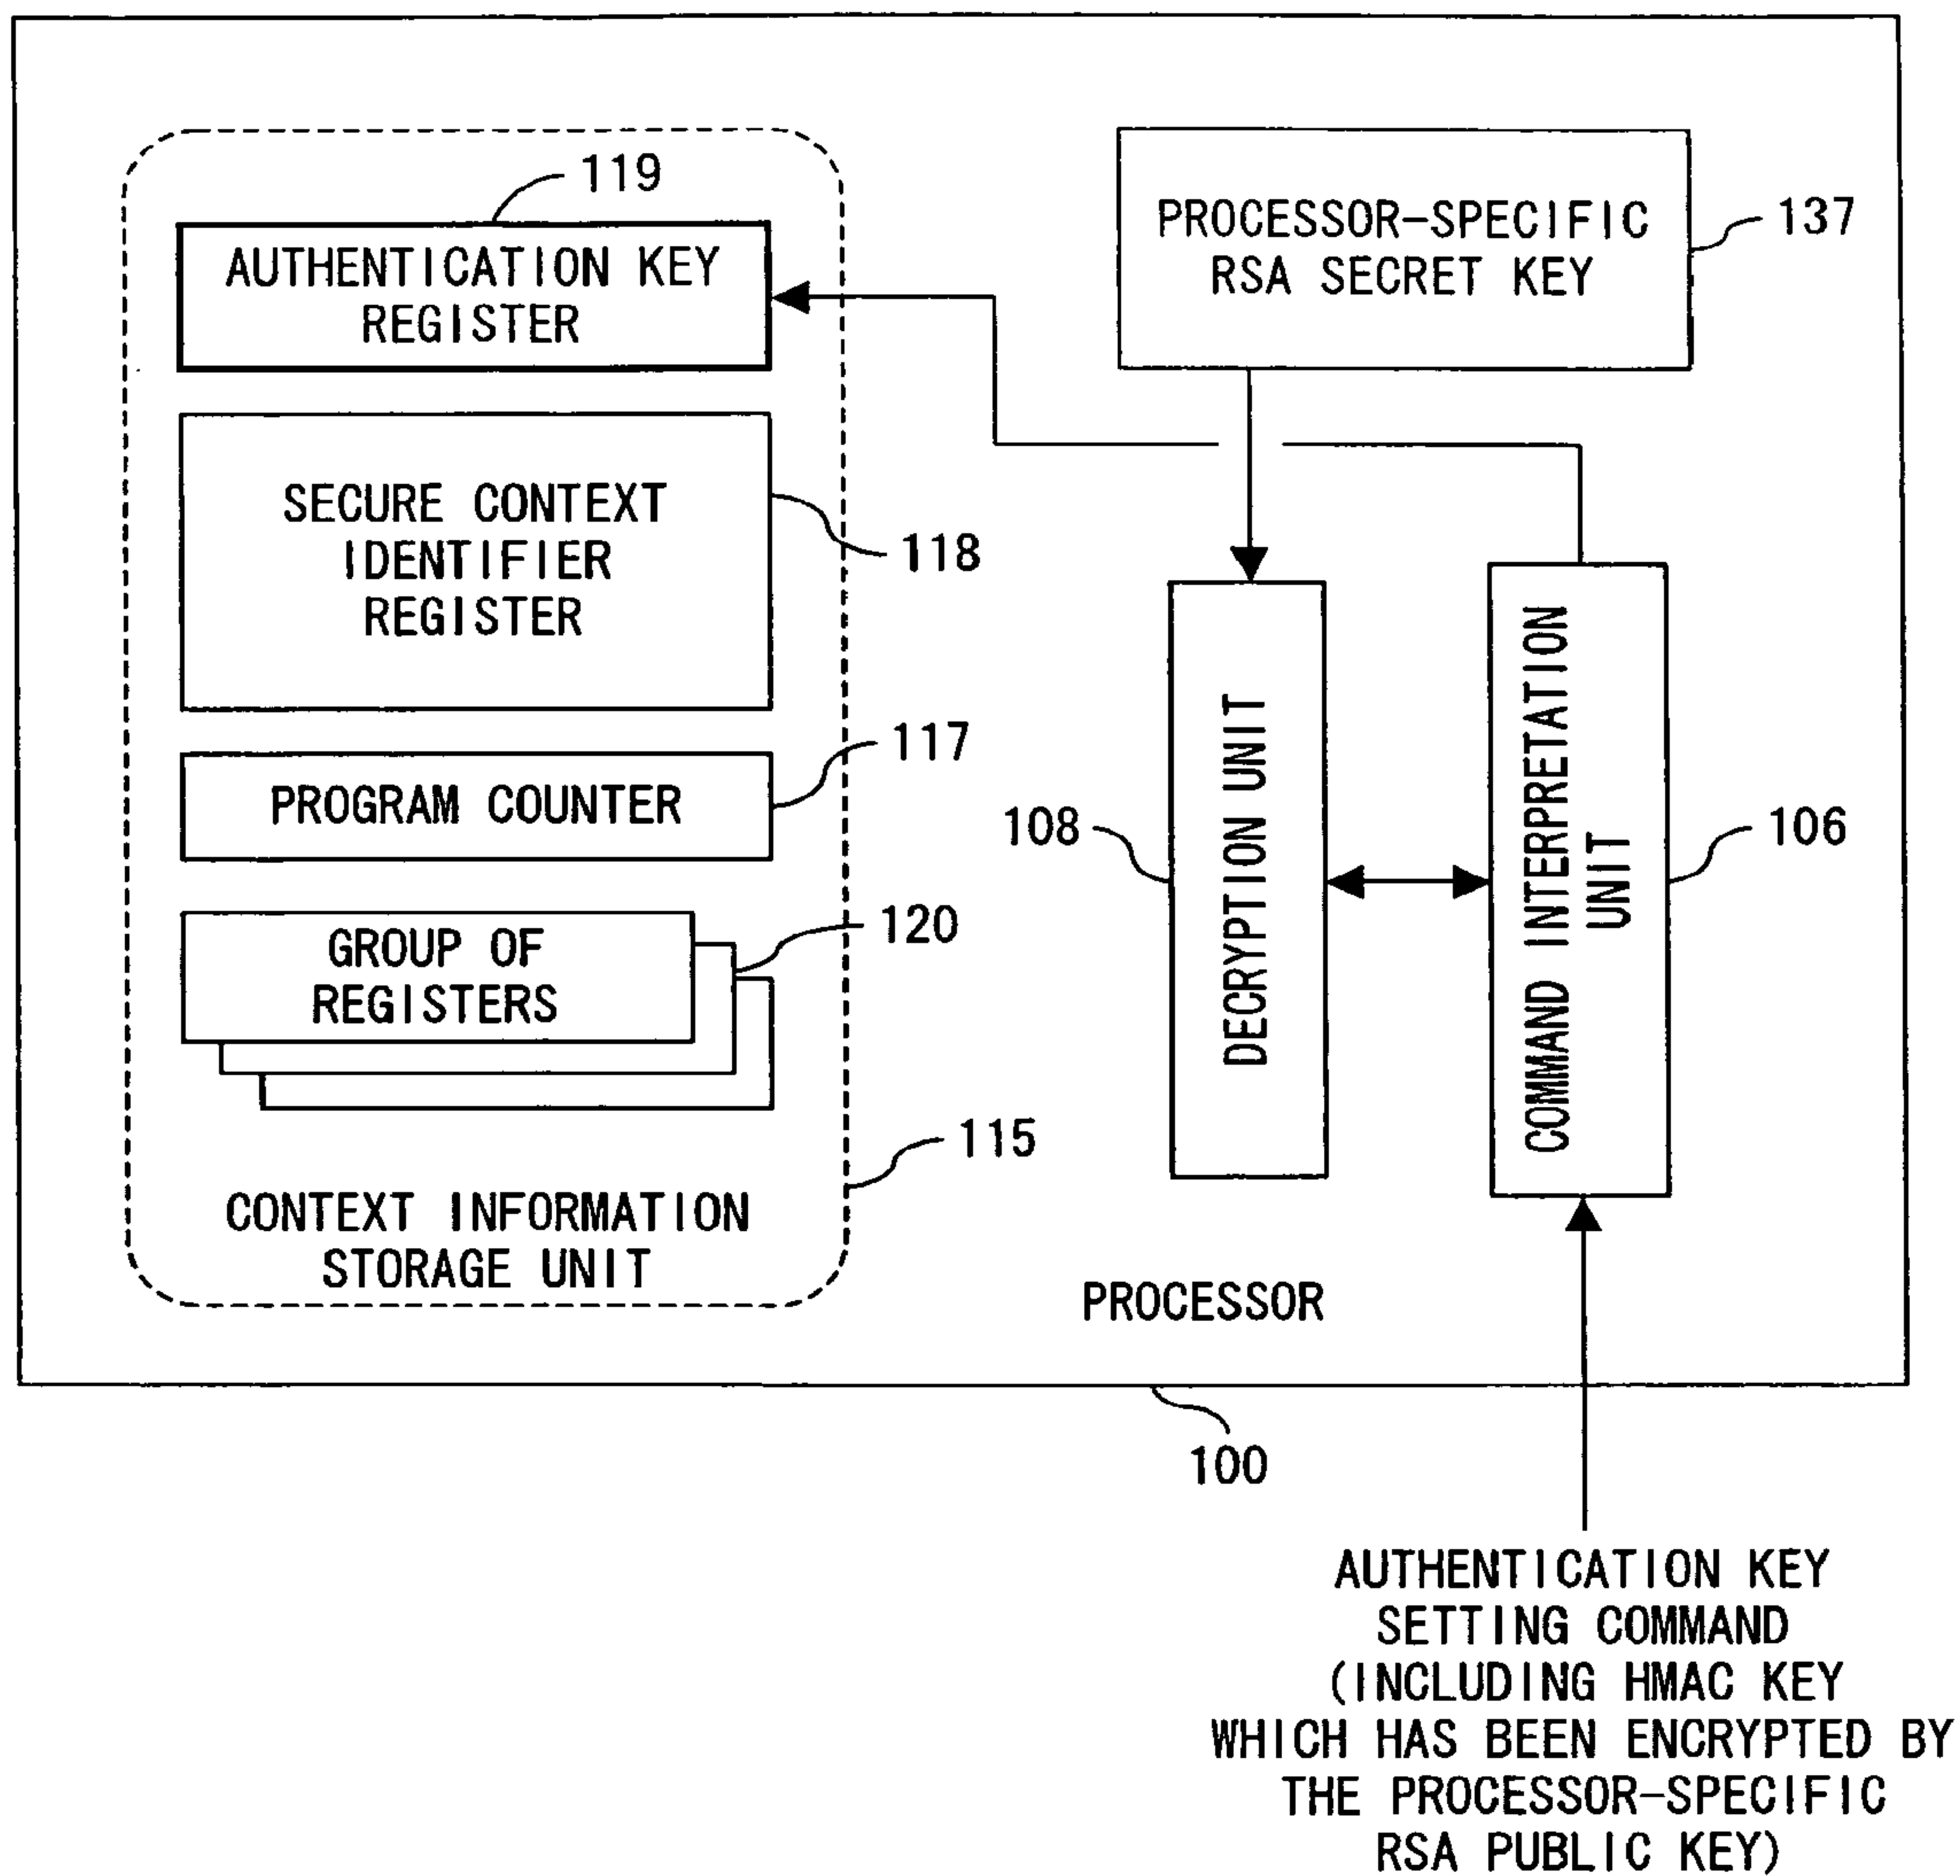 119
AUTHENTICATION KEY
REGISTER
PROCESSOR-SPECIFIC
RSA SECRET KEY
137
SECURE CONTEXT
IDENTIFIER
REGISTER
118
PROGRAM COUNTER
117
GROUP OF
REGISTERS
120
CONTEXT INFORMATION
STORAGE UNIT
115
DECRYPTION UNIT
108
COMMAND INTERPRETATION
UNIT
106
PROCESSOR
100
AUTHENTICATION KEY
SETTING COMMAND
(INCLUDING HMAC KEY
WHICH HAS BEEN ENCRYPTED BY
THE PROCESSOR-SPECIFIC
RSA PUBLIC KEY)